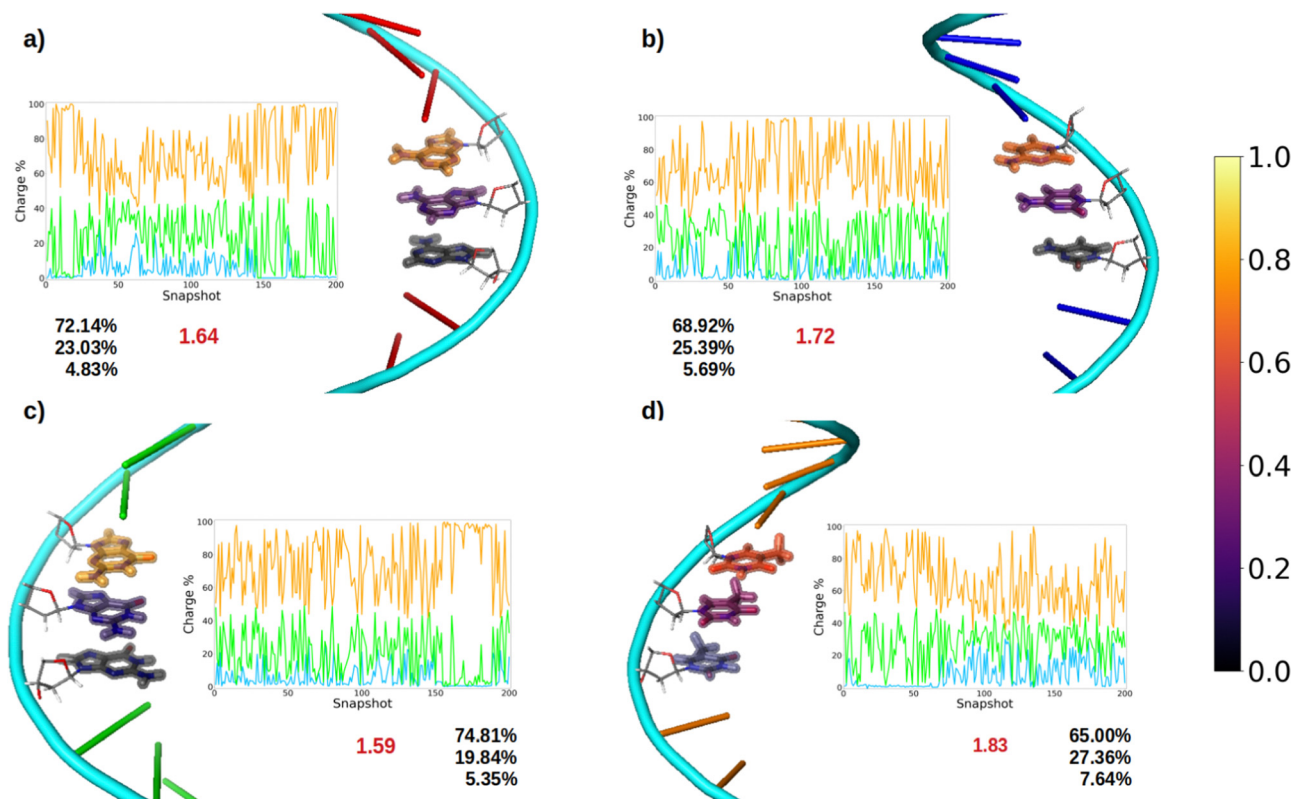 a)
100
80
60
40
20
0
Charge %
0 50 100 150 200
Snapshot
72.14%
23.03%
4.83%
1.64
b)
100
80
60
40
20
0
Charge %
0 50 100 150 200
Snapshot
68.92%
25.39%
5.69%
1.72
c)
100
80
60
40
20
0
Charge %
0 50 100 150 200
Snapshot
1.59
74.81%
19.84%
5.35%
d)
100
80
60
40
20
0
Charge %
50 100 150 200
Snapshot
1.83
65.00%
27.36%
7.64%
1.0
0.8
0.6
0.4
0.2
0.0